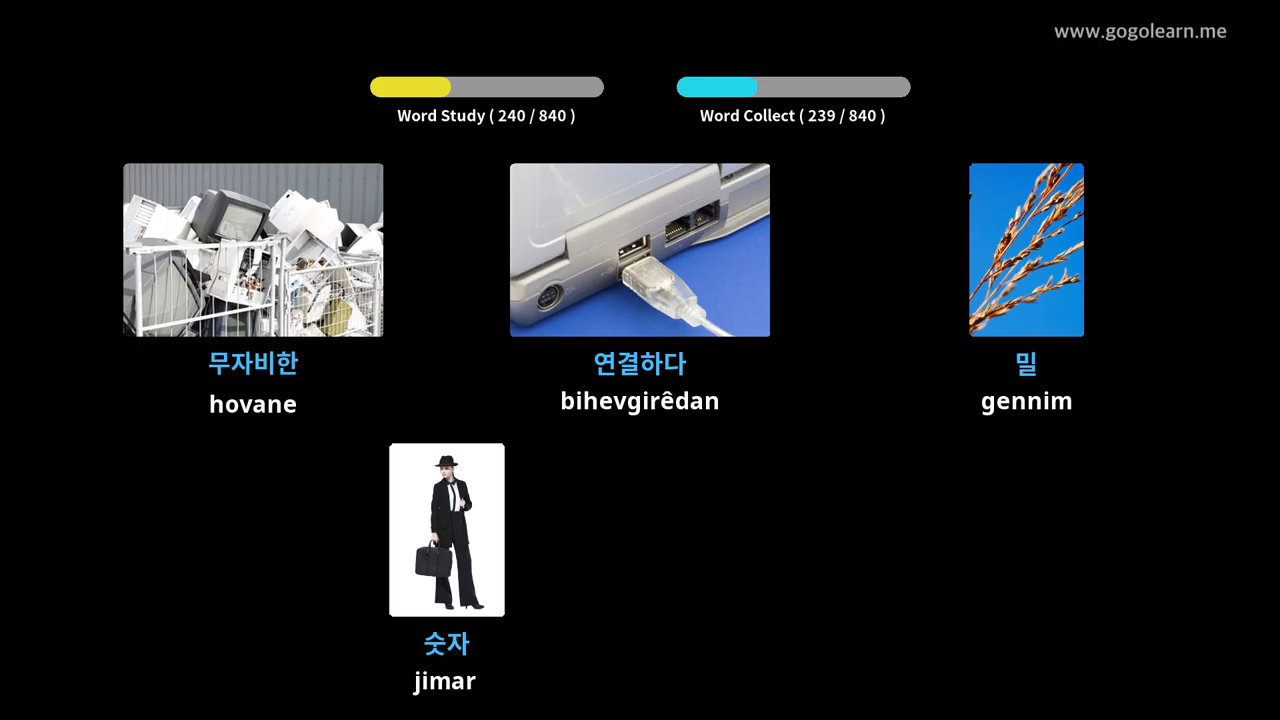 www.gogolearn.me
Word Study ( 240 / 840 )
Word Collect ( 239 / 840 )
무자비한
hovane
연결하다
bihevgirêdan
밀
gennim
숫자
jimar